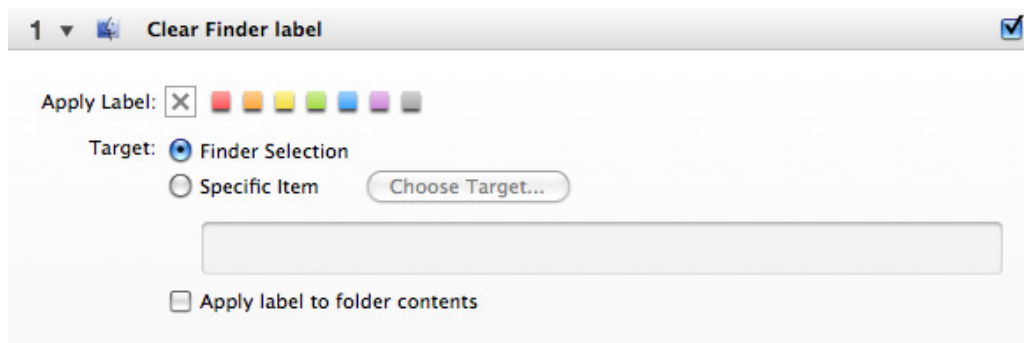 1 Clear Finder label
Apply Label:
Target: Finder Selection
Specific Item Choose Target...
Apply label to folder contents